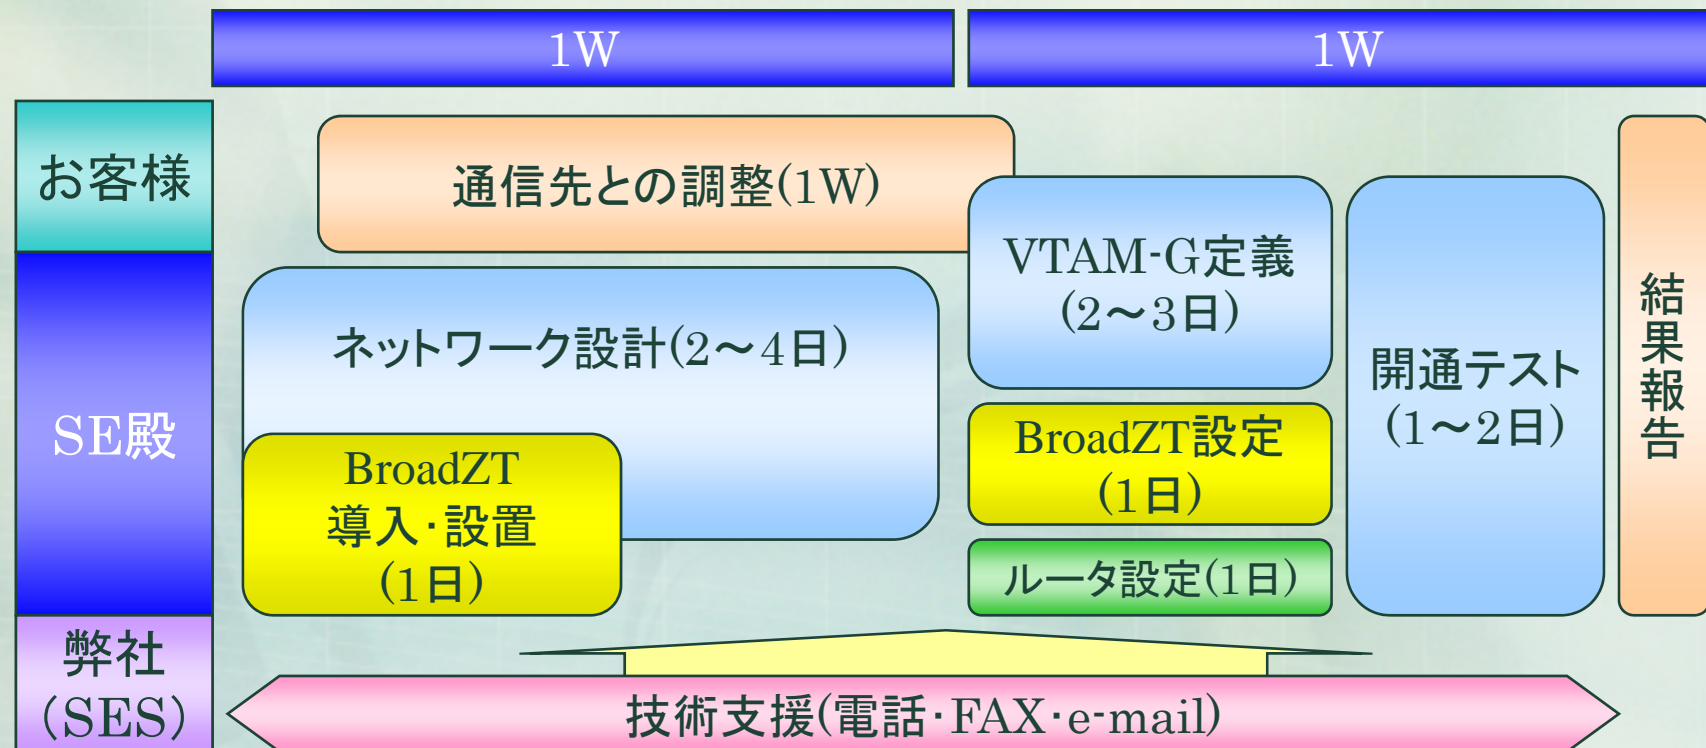 1W
1W
お客様
通信先との調整(1W)
VTAM-G定義
(2～3日)
SE殿
ネットワーク設計(2～4日)
BroadZT
導入・設置
(1日)
BroadZT設定
(1日)
ルータ設定(1日)
開通テスト
(1～2日)
結果報告
弊社
(SES)
技術支援(電話・FAX・e-mail)